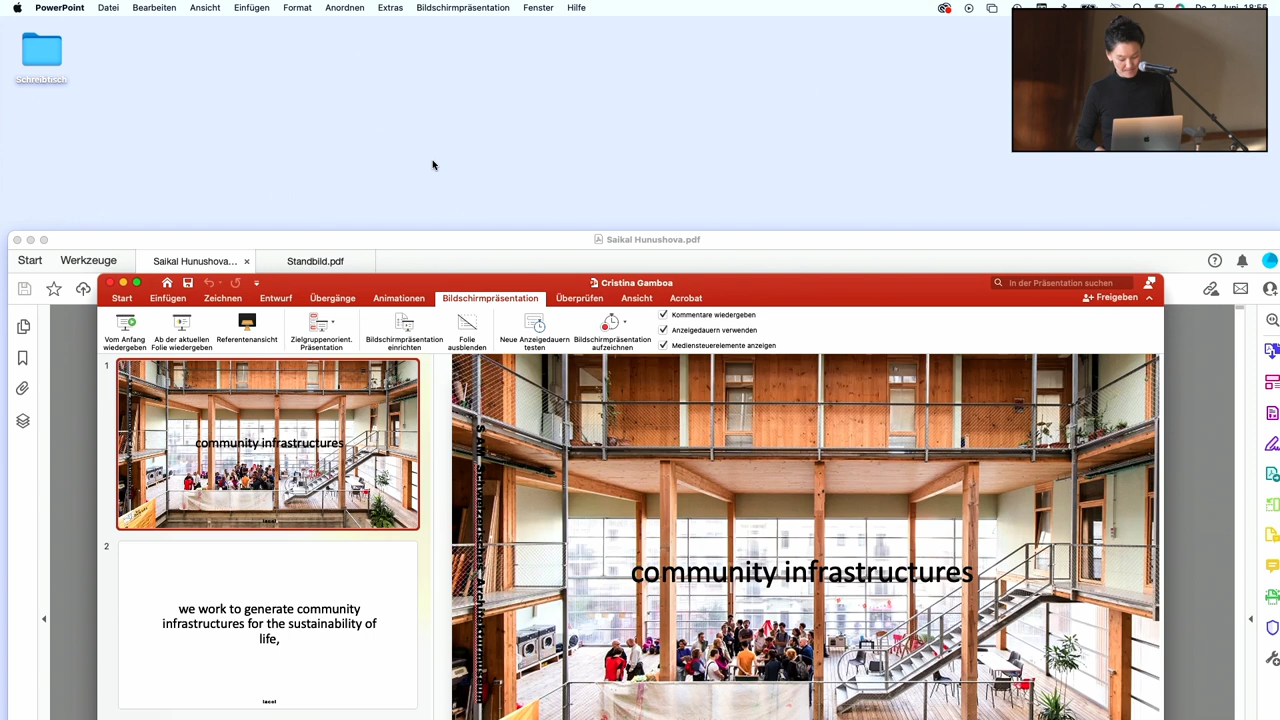 PowerPoint Datei Bearbeiten Ansicht Einfügen Format Anordnen Extras Bildschirmpräsentation Fenster Hilfe
Schreibtisch
Saikal Hunushova.pdf
Start Werkzeuge Saikal Hunushova... × Standbild.pdf
Cristina Gamboa
In der Präsentation suchen
Start Einfügen Zeichnen Entwurf Übergänge Animationen Bildschirmpräsentation Überprüfen Ansicht Acrobat
Freigeben
Vom Anfang wiedergeben
Ab der aktuellen Folie wiedergeben
Referentenansicht
Zielgruppenorient. Präsentation
Bildschirmpräsentation einrichten
Folie ausblenden
Neue Anzeigedauern testen
Bildschirmpräsentation aufzeichnen
Kommentare wiedergeben
Anzeigedauern verwenden
Mediensteuerelemente anzeigen
1
community infrastructures
lacol
2
we work to generate community
infrastructures for the sustainability of
life,
lacol
community infrastructures